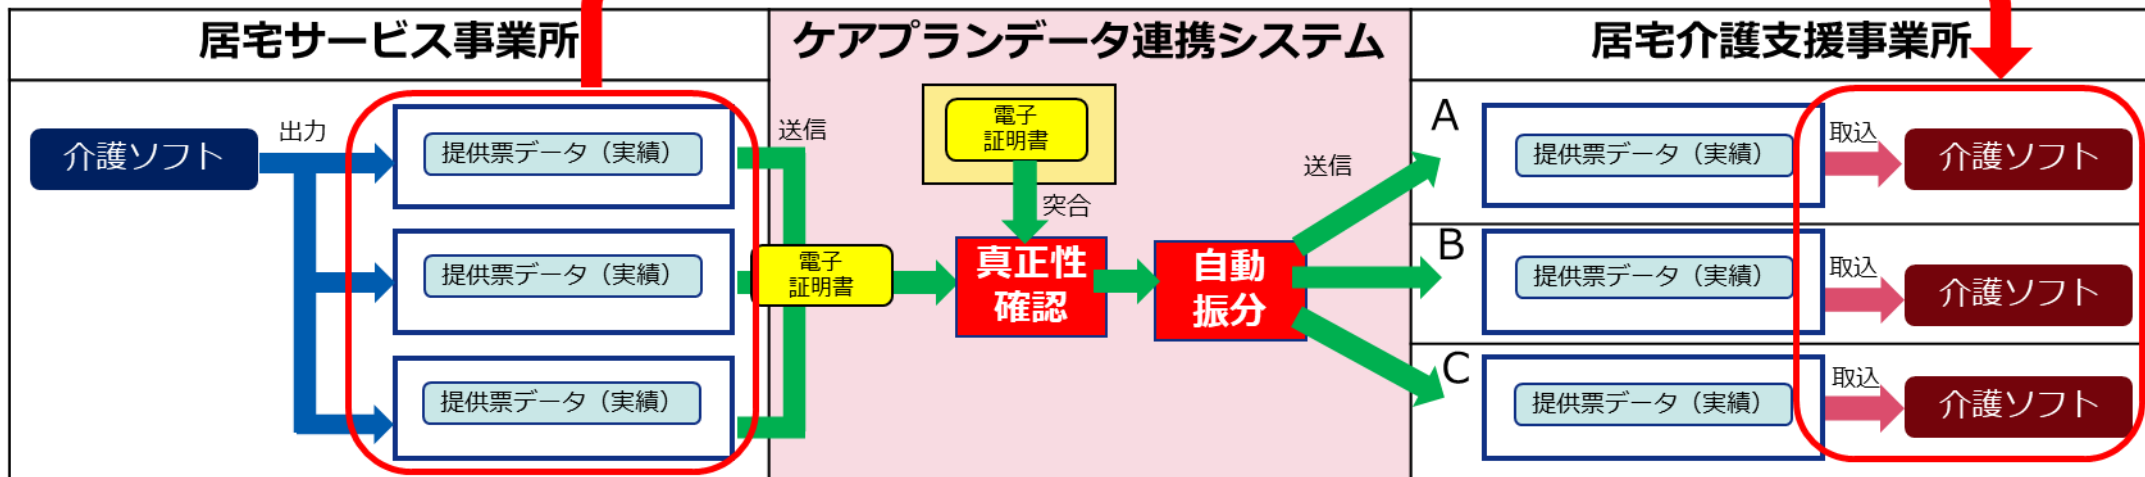 居宅サービス事業所
ケアプランデータ連携システム
居宅介護支援事業所
介護ソフト
出力
提供票データ（実績）
提供票データ（実績）
提供票データ（実績）
送信
電子
証明書
電子
証明書
突合
真正性
確認
自動
振分
送信
A
提供票データ（実績）
取込
介護ソフト
B
提供票データ（実績）
取込
介護ソフト
C
提供票データ（実績）
取込
介護ソフト